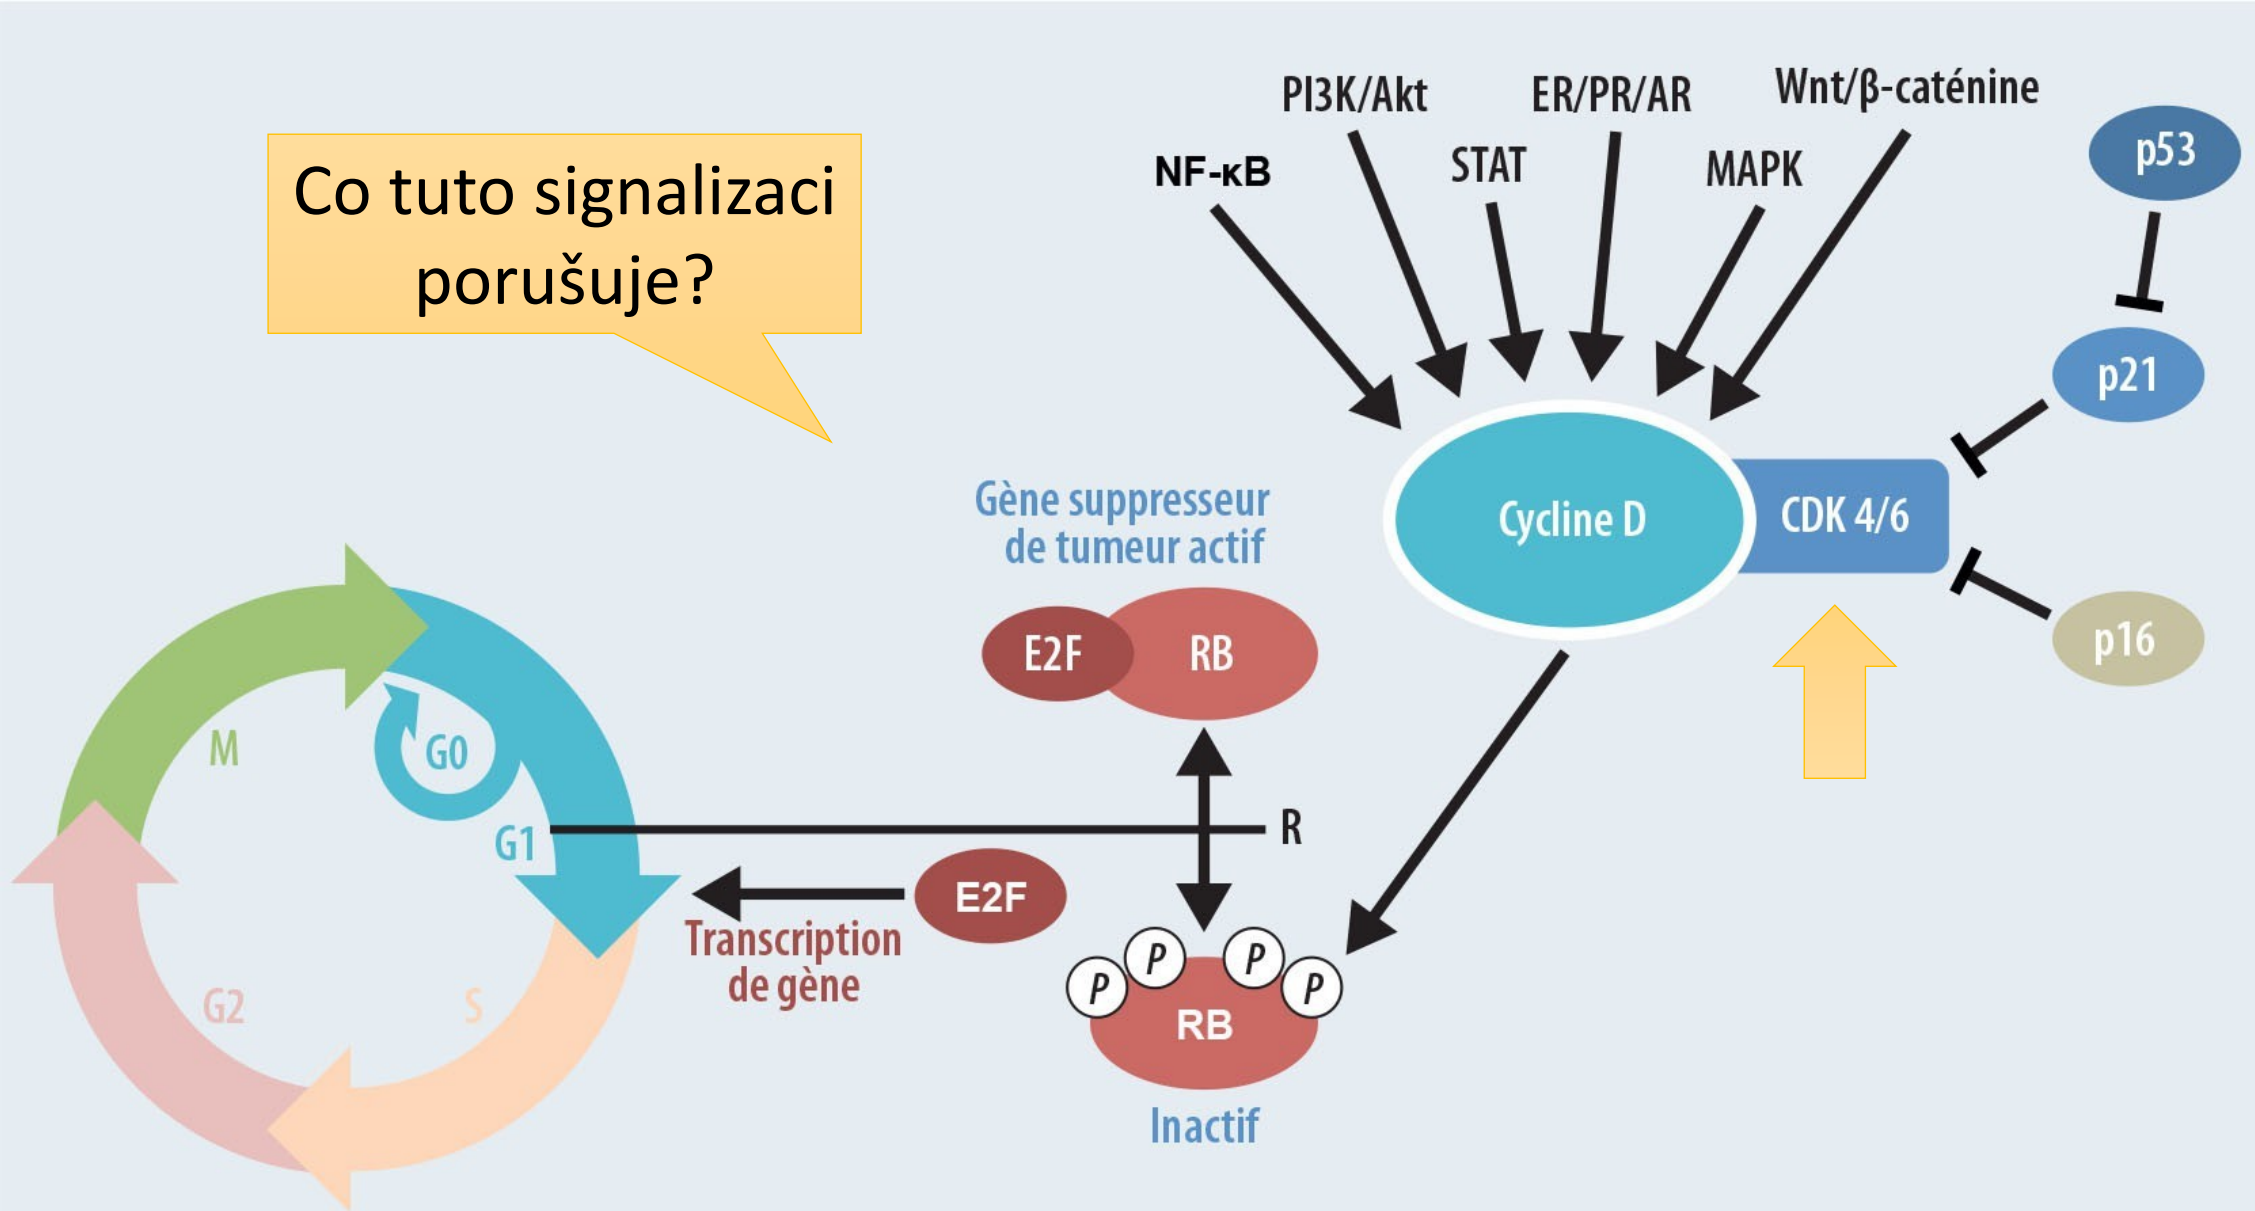 Co tuto signalizaci
porušuje?
NF-κB
PI3K/Akt
STAT
ER/PR/AR
MAPK
Wnt/β-caténine
p53
p21
p16
Cycline D
CDK 4/6
Gène suppresseur
de tumeur actif
E2F
RB
R
M
G0
G1
G2
S
E2F
Transcription
de gène
P
P
P
P
RB
Inactif